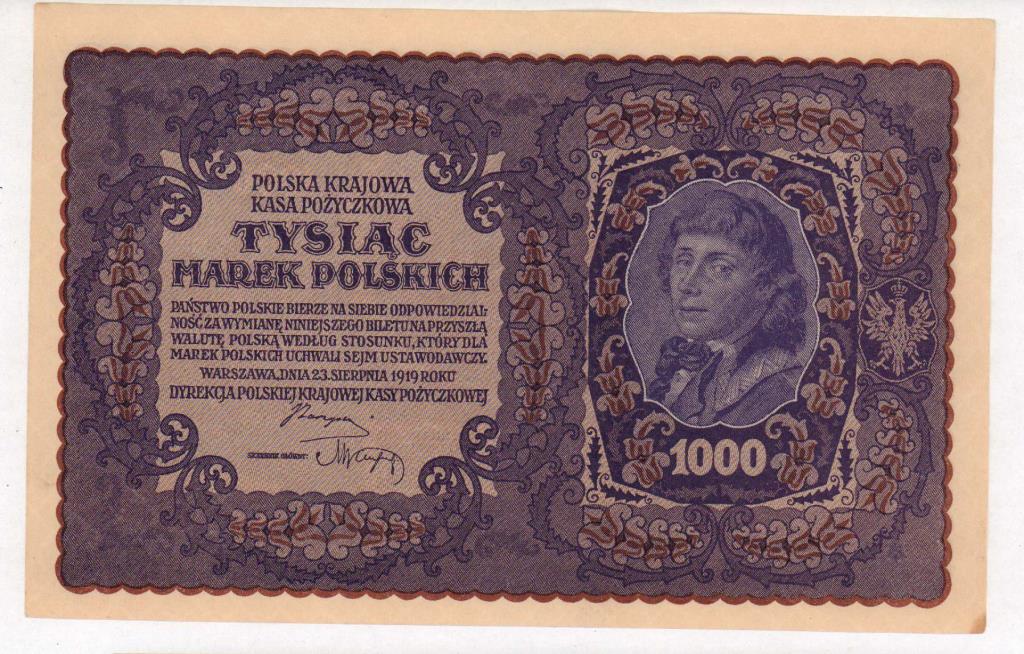 POLSKA KRAJOWA
KASA POŻYCZKOWA
TYSIĄC
MAREK POLSKICH
PAŃSTWO POLSKIE BIERZE NA SIEBIE ODPOWIEDZIAL-
NOŚĆ ZA WYMIANĘ NINIEJSZEGO BILETU NA PRZYSZŁĄ
WALUTĘ POLSKĄ WEDŁUG STOSUNKU, KTÓRY DLA
MAREK POLSKICH UCHWALI SEJM USTAWODAWCZY.
WARSZAWA, DNIA 23. SIERPNIA 1919 ROKU
DYREKCJA POLSKIEJ KRAJOWEJ KASY POŻYCZKOWEJ
SKARBNIK GŁÓWNY:
1000